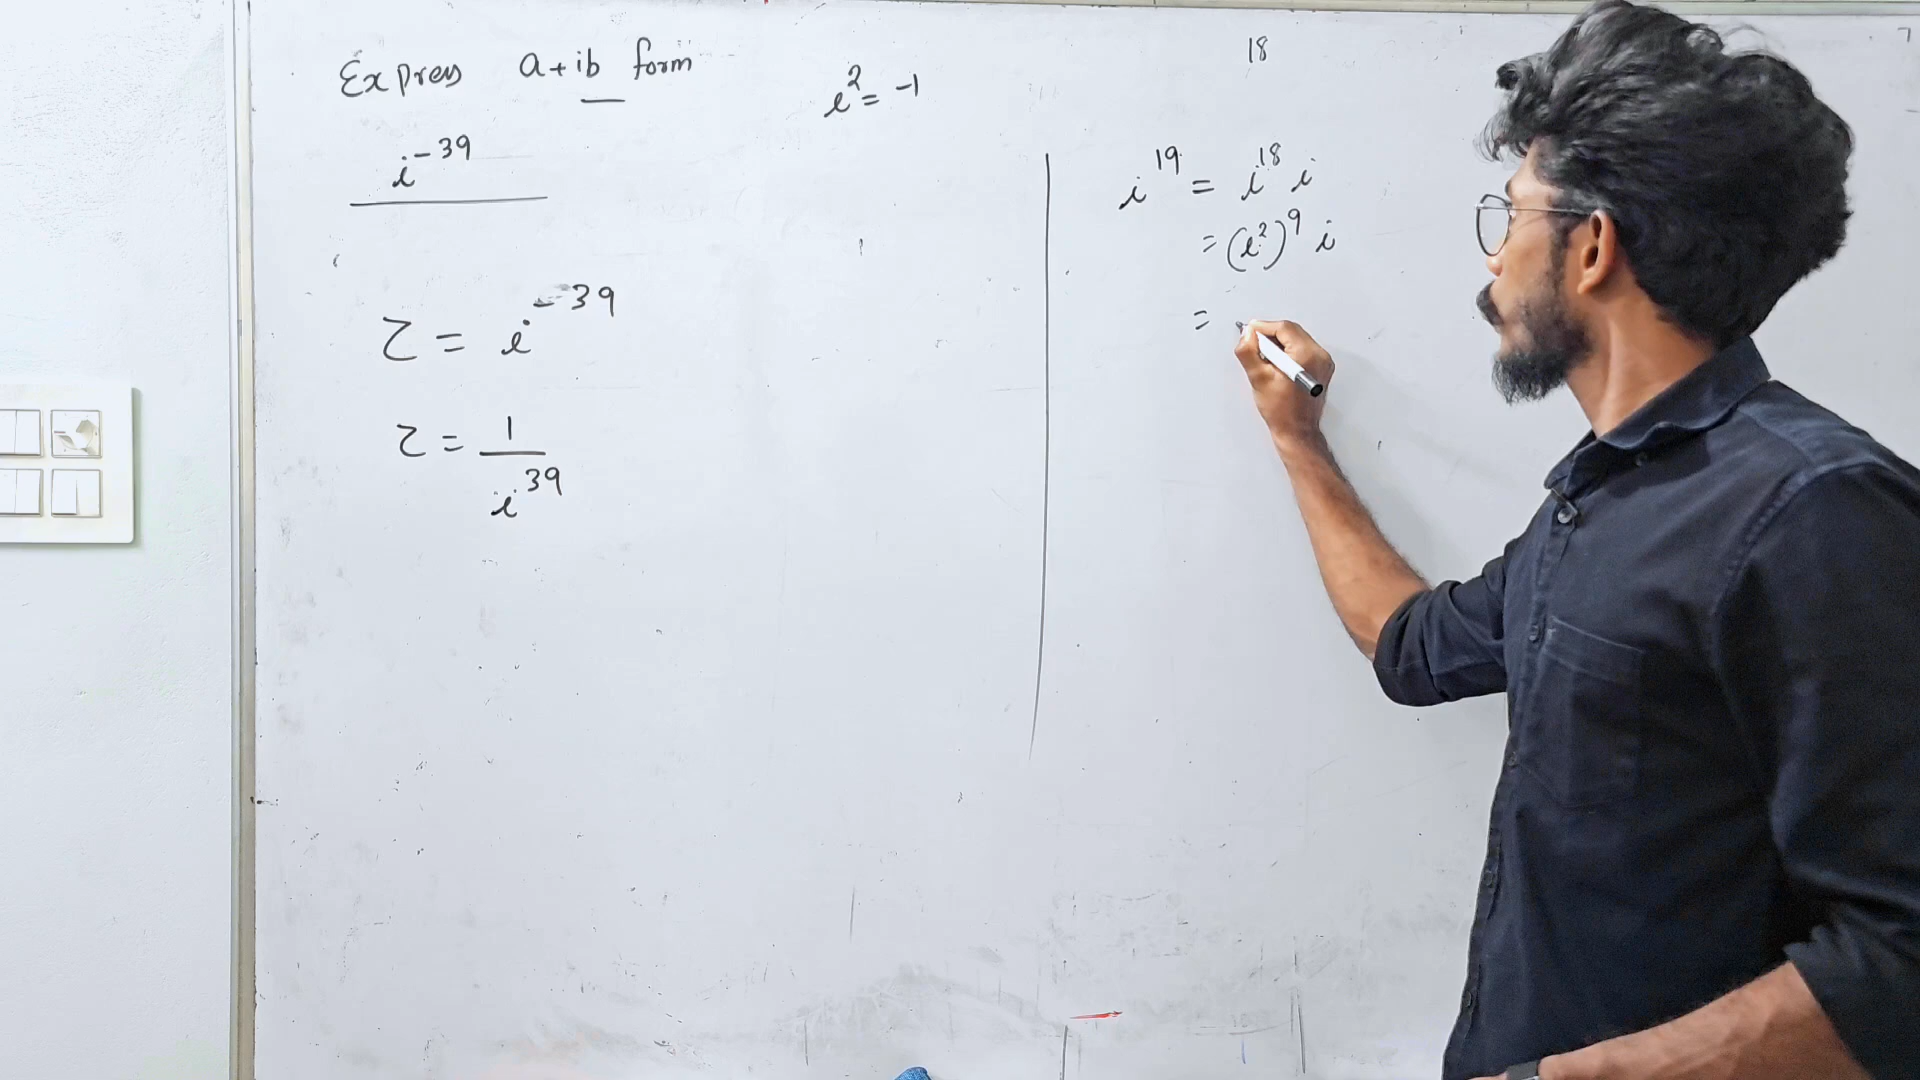 Express a+ib form
i² = -1
i⁻³⁹
Z = i⁻³⁹
Z = 1/i³⁹
18
i¹⁹ = i¹⁸ i
= (i²)⁹ i
=